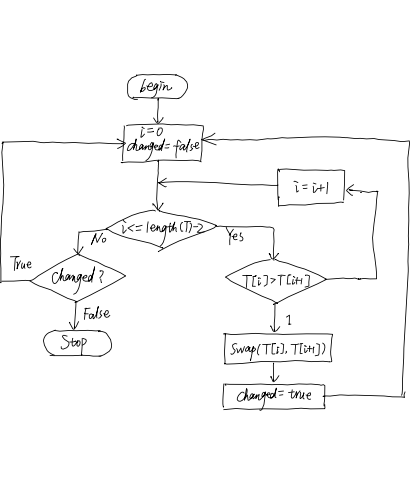 begin
i=0
changed=false
i=i+1
i<=length(T)-2
No
Yes
True
changed?
T[i]>T[i+1]
False
1
Stop
Swap(T[i],T[i+1])
changed=true